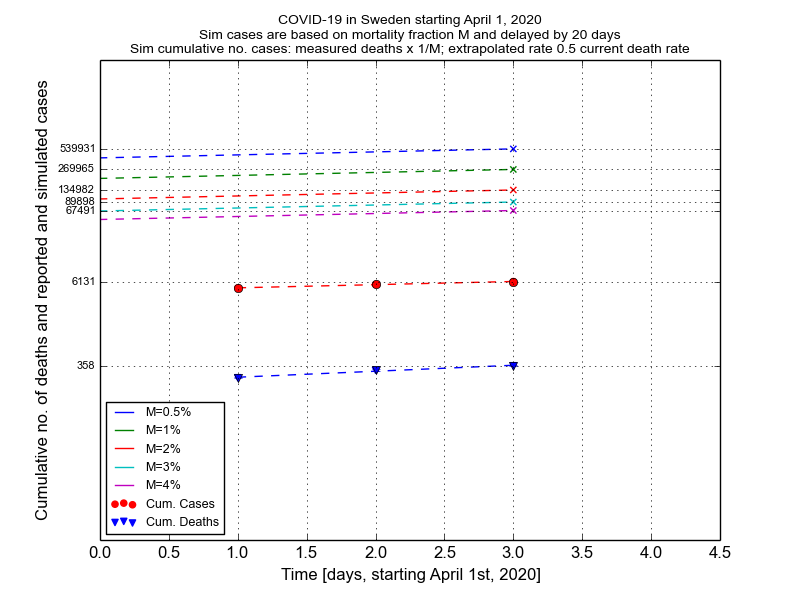 COVID-19 in Sweden starting April 1, 2020
Sim cases are based on mortality fraction M and delayed by 20 days
Sim cumulative no. cases: measured deaths x 1/M; extrapolated rate 0.5 current death rate
Cumulative no. of deaths and reported and simulated cases
539931
269965
134982
89898
67491
6131
358
M=0.5%
M=1%
M=2%
M=3%
M=4%
Cum. Cases
Cum. Deaths
0.0 0.5 1.0 1.5 2.0 2.5 3.0 3.5 4.0 4.5
Time [days, starting April 1st, 2020]